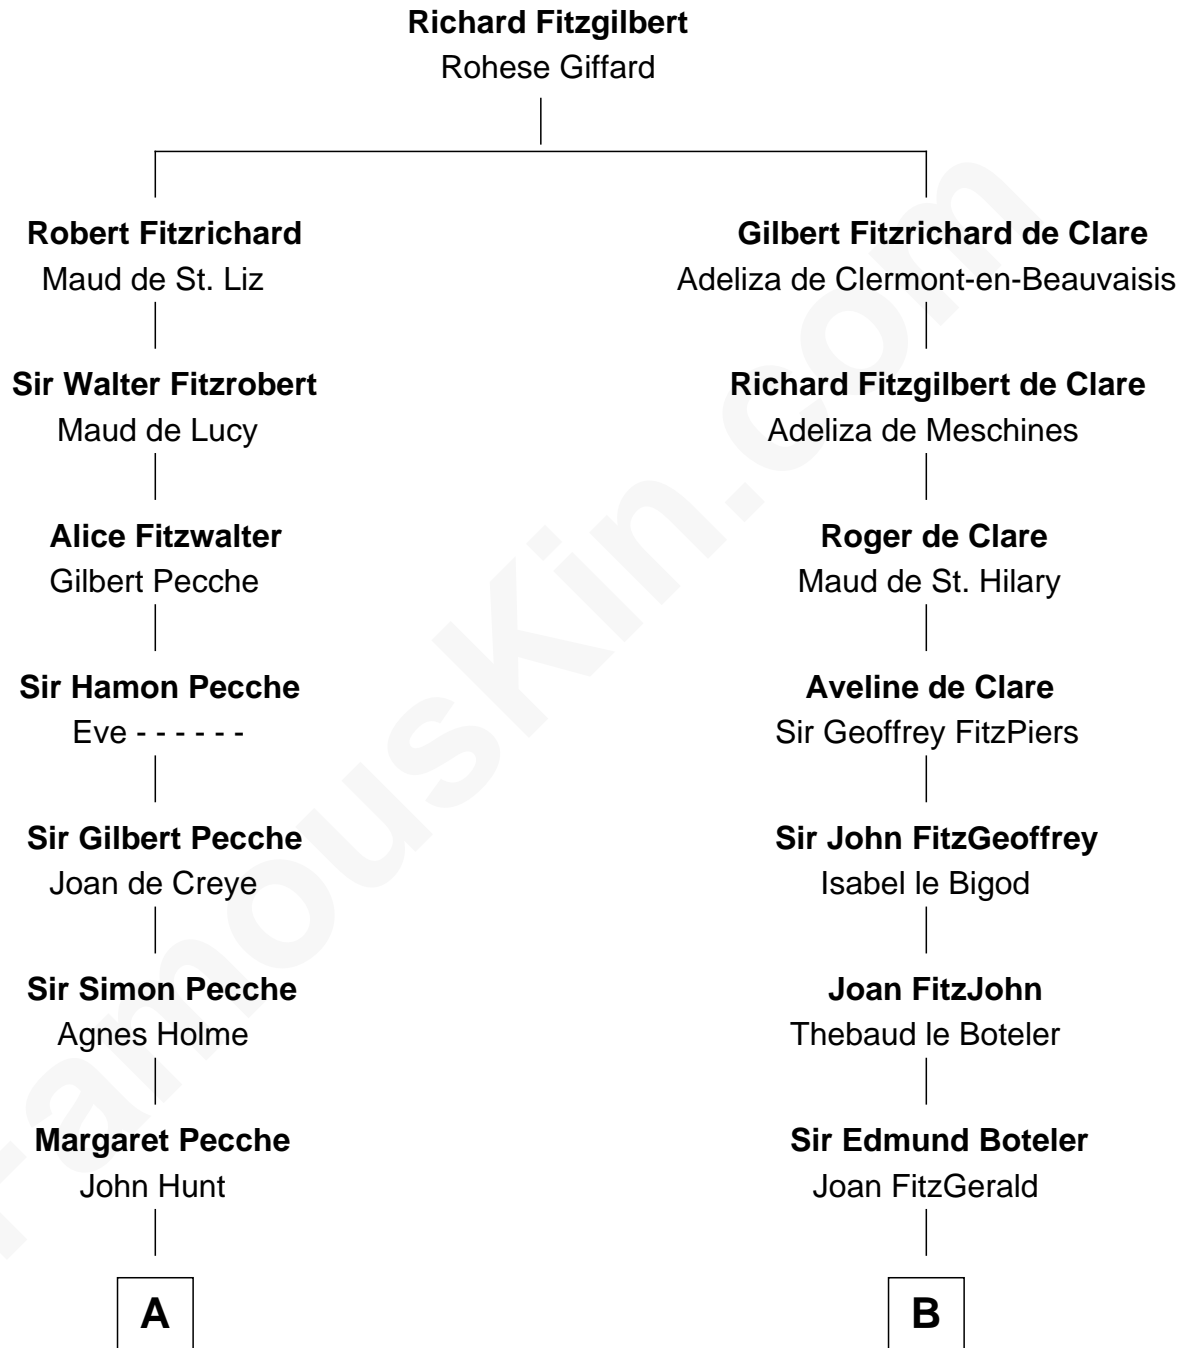 Richard Fitzgilbert
Rohese Giffard
Robert Fitzrichard
Maud de St. Liz
Gilbert Fitzrichard de Clare
Adeliza de Clermont-en-Beauvaisis
Sir Walter Fitzrobert
Maud de Lucy
Richard Fitzgilbert de Clare
Adeliza de Meschines
Alice Fitzwalter
Gilbert Pecche
Roger de Clare
Maud de St. Hilary
Sir Hamon Pecche
Eve - - - - - -
Aveline de Clare
Sir Geoffrey FitzPiers
Sir Gilbert Pecche
Joan de Creye
Sir John FitzGeoffrey
Isabel le Bigod
Sir Simon Pecche
Agnes Holme
Joan FitzJohn
Thebaud le Boteler
Margaret Pecche
John Hunt
Sir Edmund Boteler
Joan FitzGerald
A
B
FamousKin.com